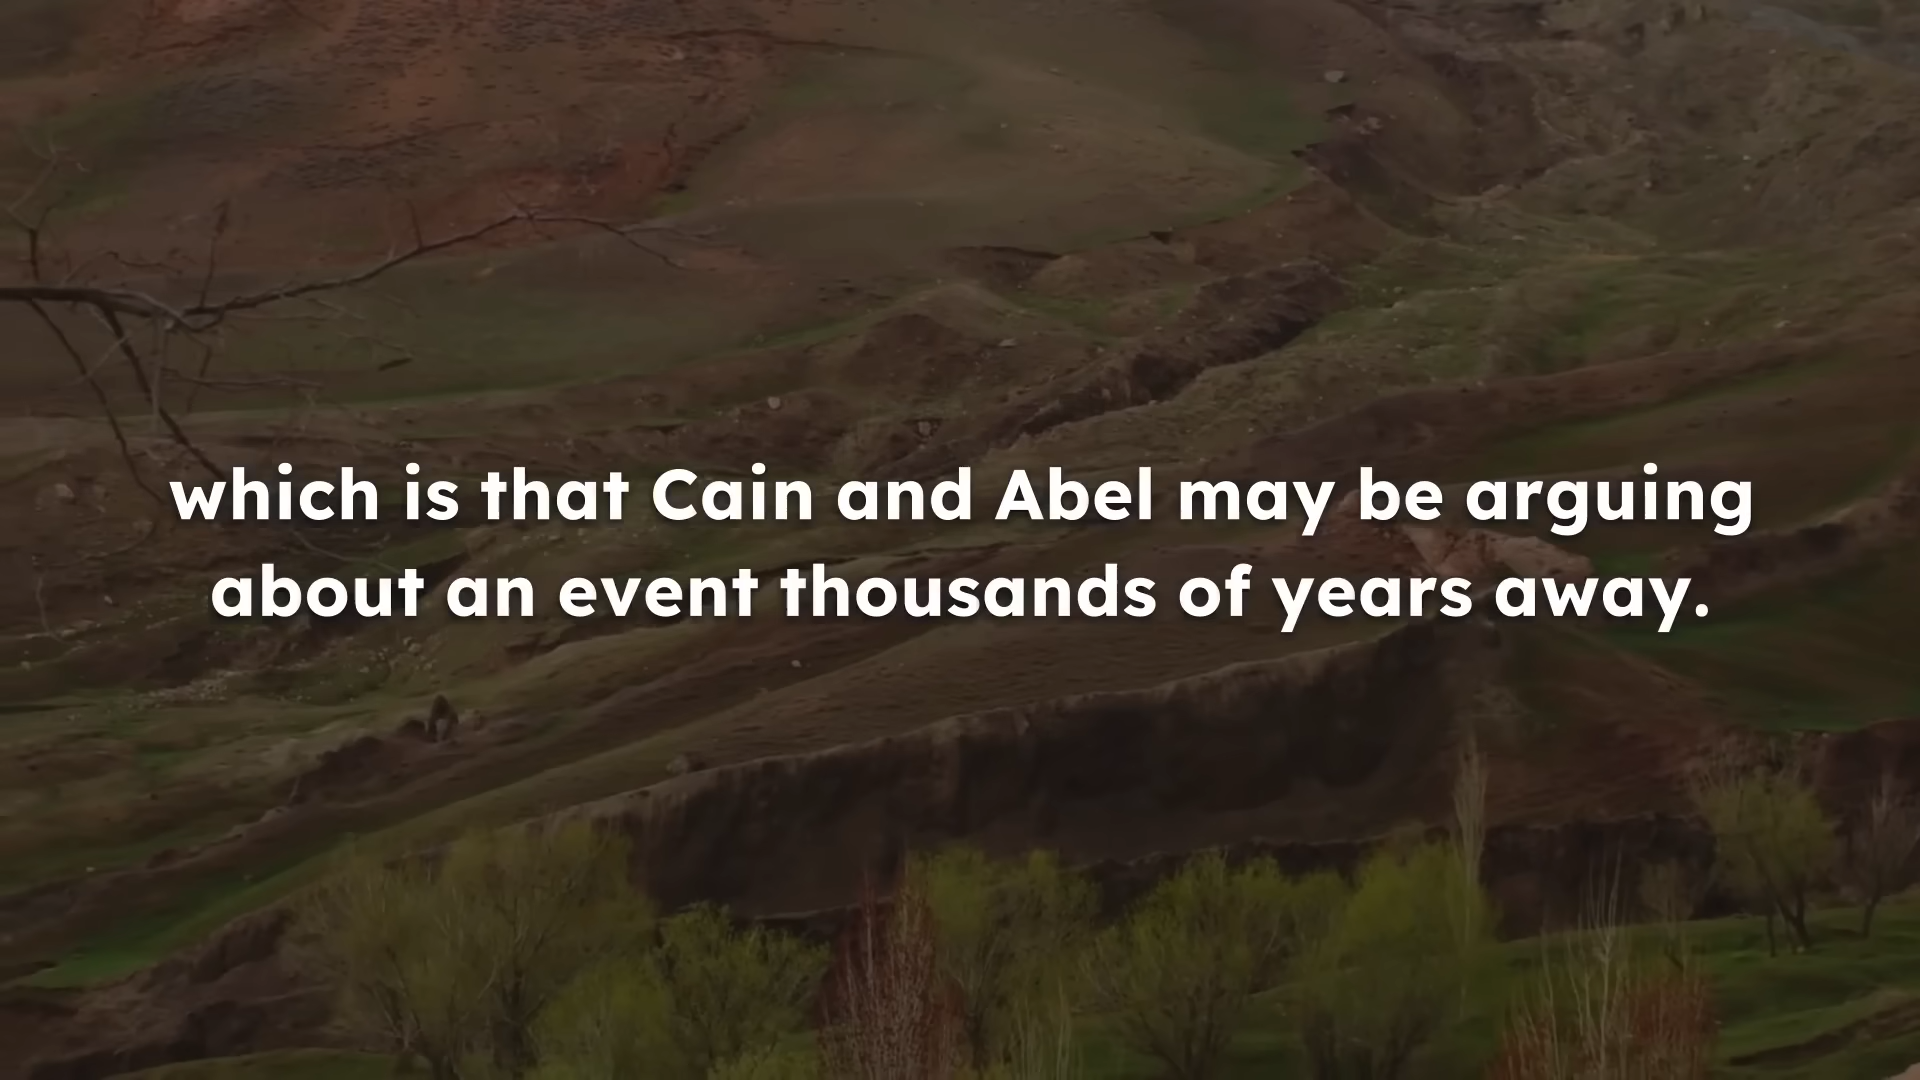 which is that Cain and Abel may be arguing
about an event thousands of years away.